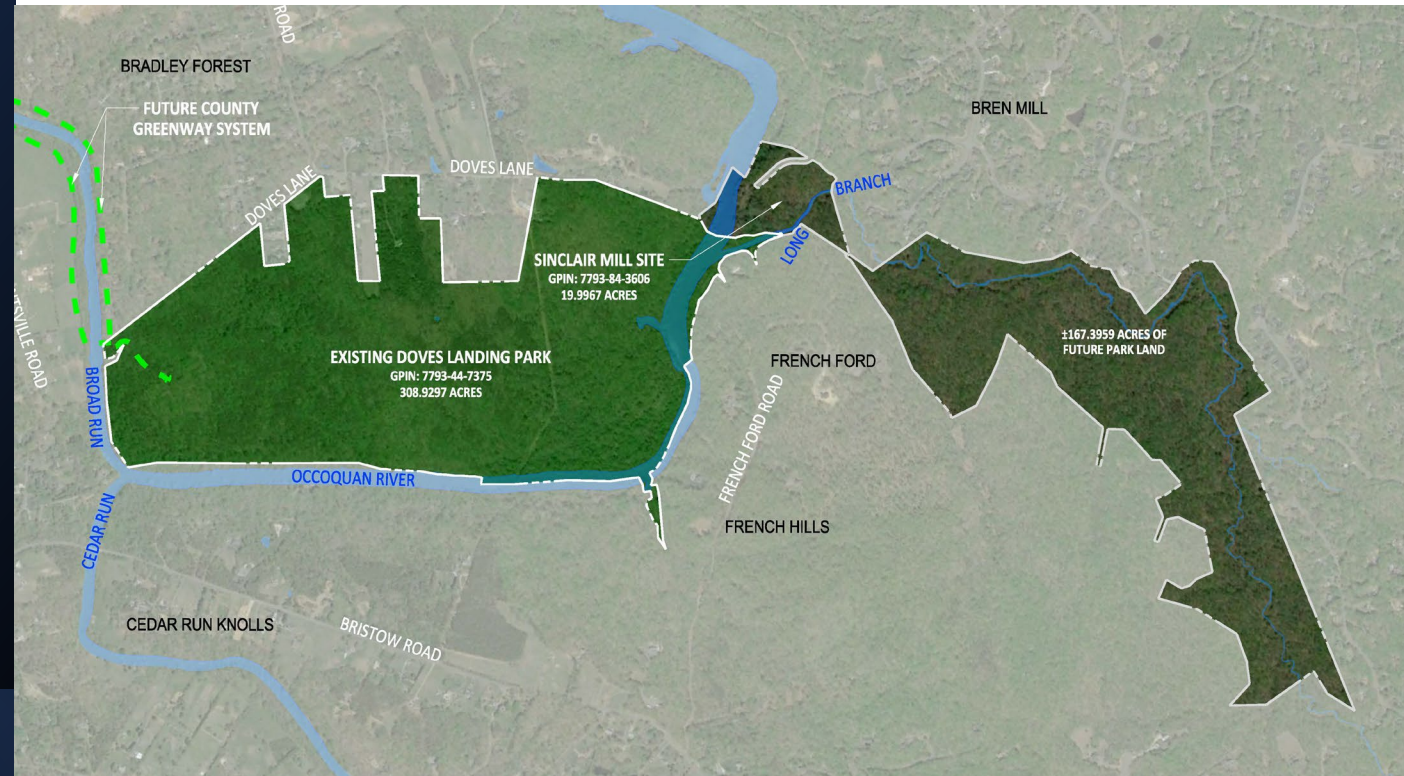 ROAD
BRADLEY FOREST
FUTURE COUNTY
GREENWAY SYSTEM
BREN MILL
DOVES LANE
DOVES LANE
BRANCH
LONG
SINCLAIR MILL SITE
GPIN: 7793-84-3606
19.9967 ACRES
±167.3959 ACRES OF
FUTURE PARK LAND
EXISTING DOVES LANDING PARK
GPIN: 7793-44-7375
308.9297 ACRES
FRENCH FORD
ROAD
BROAD RUN
FRENCH FORD ROAD
OCCOQUAN RIVER
CEDAR RUN
FRENCH HILLS
CEDAR RUN KNOLLS
BRISTOW ROAD